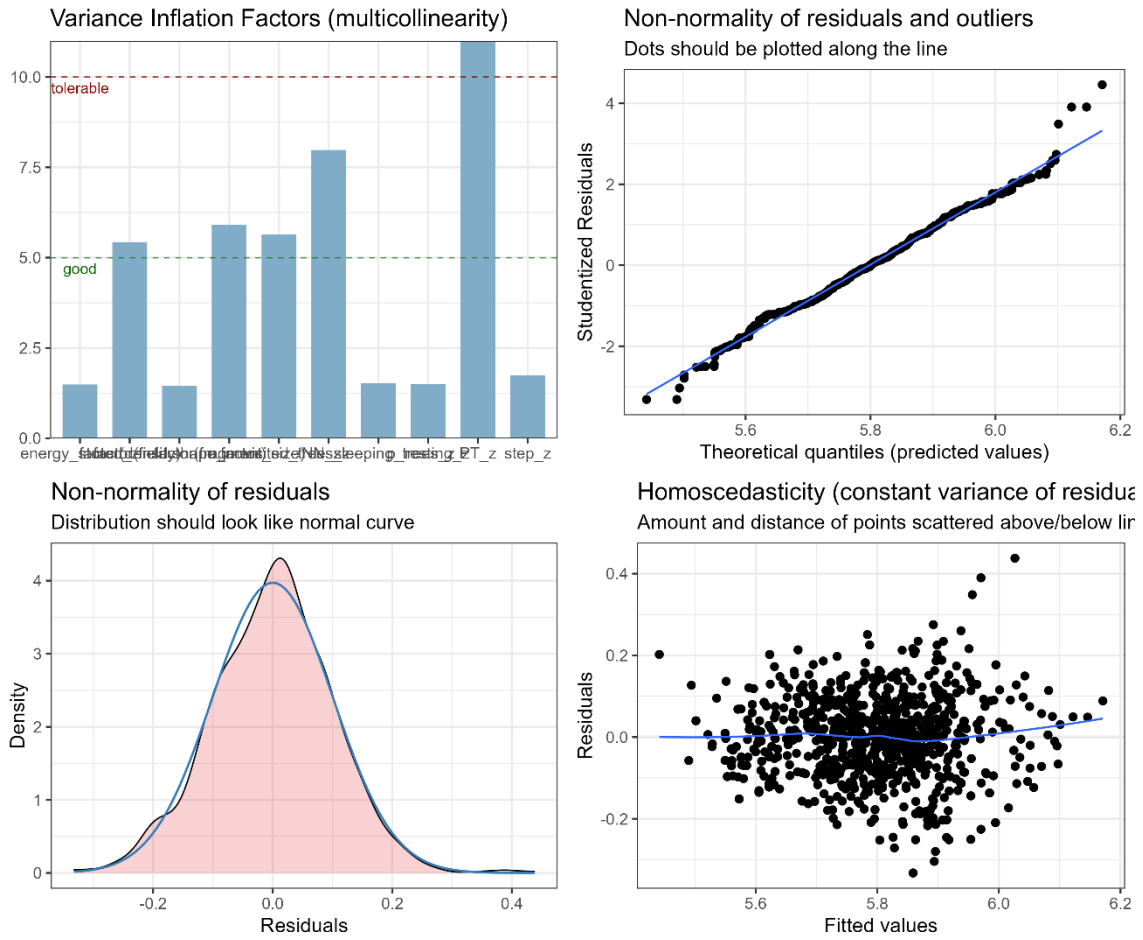 Variance Inflation Factors (multicollinearity)
10.0
tolerable
7.5
5.0
good
2.5
0.0
step_z
Non-normality of residuals and outliers
Dots should be plotted along the line
Studentized Residuals
4
2
0
-2
5.6
5.8
6.0
6.2
Theoretical quantiles (predicted values)
Non-normality of residuals
Distribution should look like normal curve
Density
4
3
2
1
0
-0.2
0.0
0.2
0.4
Residuals
Homoscedasticity (constant variance of residua
Amount and distance of points scattered above/below lin
Residuals
0.4
0.2
0.0
-0.2
5.6
5.8
6.0
6.2
Fitted values